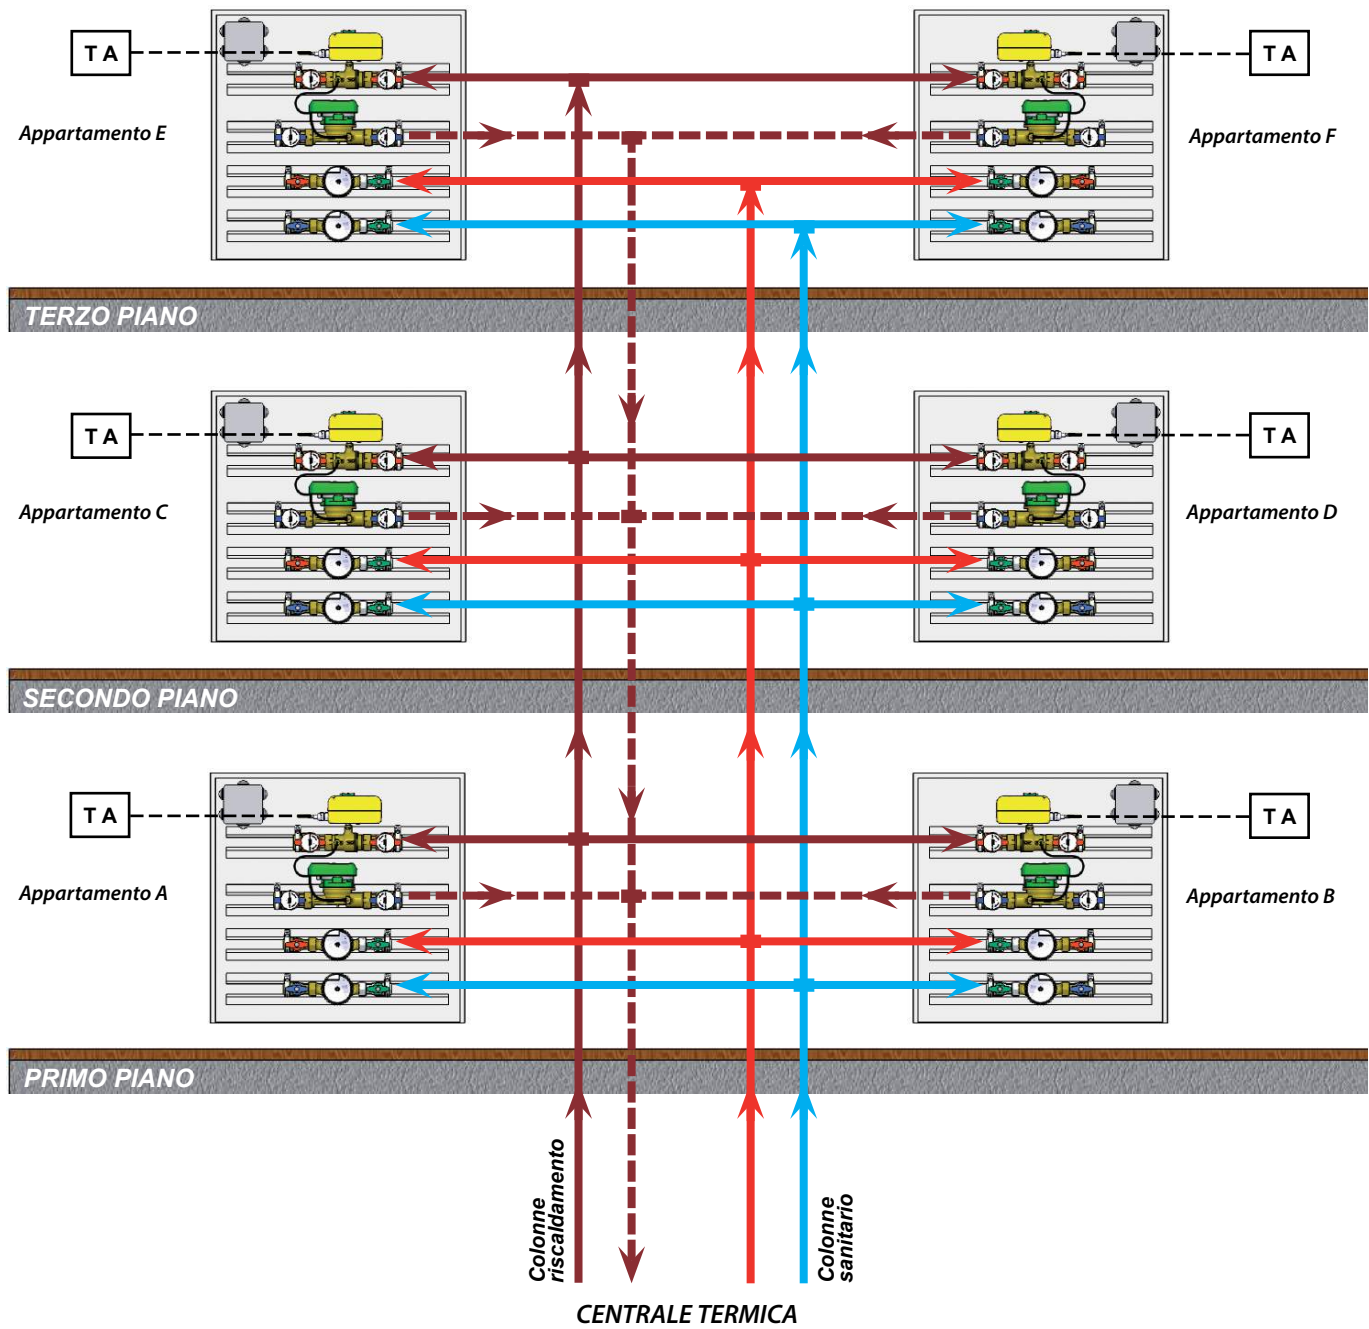 T A
T A
Appartamento E
Appartamento F
TERZO PIANO
T A
T A
Appartamento C
Appartamento D
SECONDO PIANO
T A
T A
Appartamento A
Appartamento B
PRIMO PIANO
Colonne
riscaldamento
Colonne
sanitario
CENTRALE TERMICA